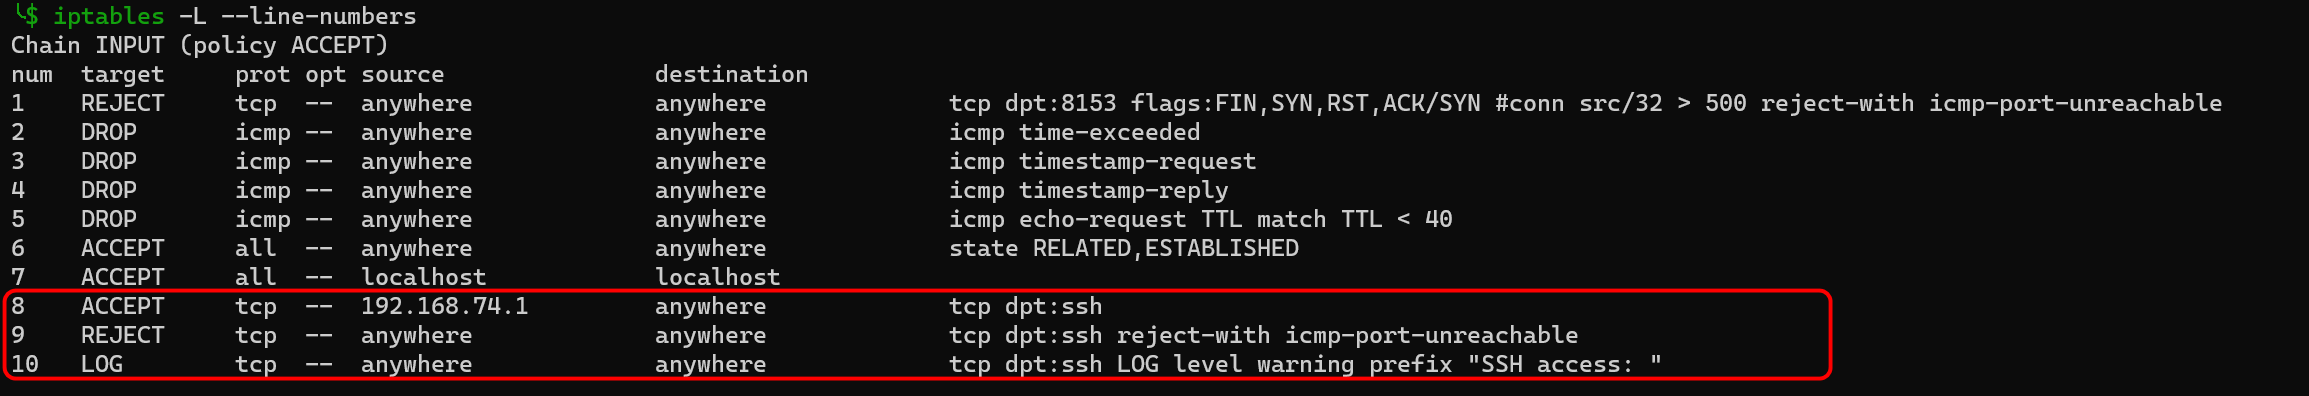 ╰$ iptables -L --line-numbers
Chain INPUT (policy ACCEPT)
num  target     prot opt source               destination
1    REJECT     tcp  --  anywhere             anywhere             tcp dpt:8153 flags:FIN,SYN,RST,ACK/SYN #conn src/32 > 500 reject-with icmp-port-unreachable
2    DROP       icmp --  anywhere             anywhere             icmp time-exceeded
3    DROP       icmp --  anywhere             anywhere             icmp timestamp-request
4    DROP       icmp --  anywhere             anywhere             icmp timestamp-reply
5    DROP       icmp --  anywhere             anywhere             icmp echo-request TTL match TTL < 40
6    ACCEPT     all  --  anywhere             anywhere             state RELATED,ESTABLISHED
7    ACCEPT     all  --  localhost            localhost
8    ACCEPT     tcp  --  192.168.74.1         anywhere             tcp dpt:ssh
9    REJECT     tcp  --  anywhere             anywhere             tcp dpt:ssh reject-with icmp-port-unreachable
10   LOG        tcp  --  anywhere             anywhere             tcp dpt:ssh LOG level warning prefix "SSH access: "